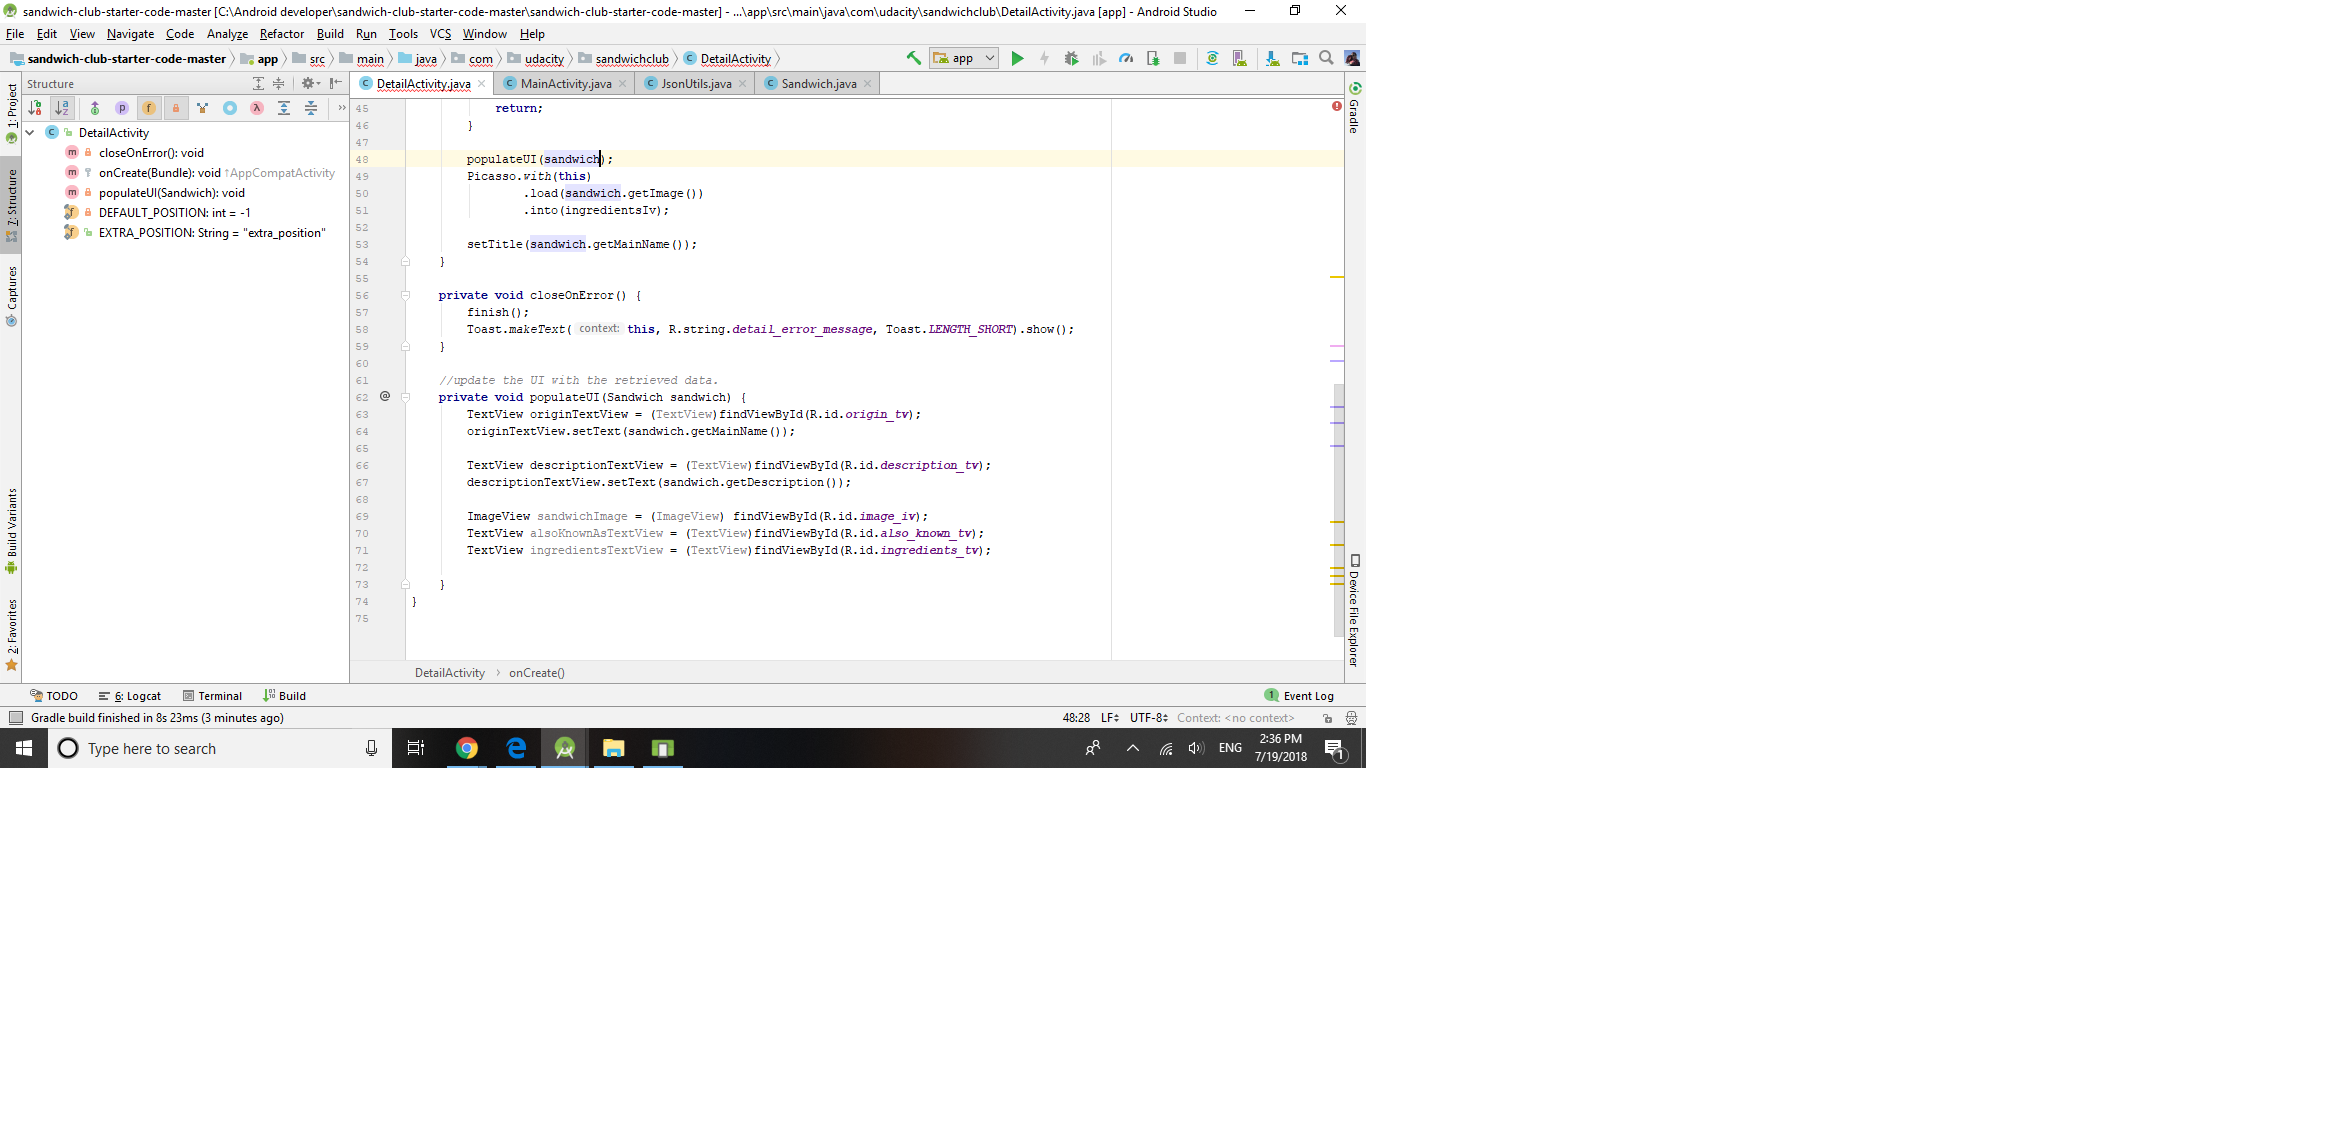 sandwich-club-starter-code-master [C:\Android developer\sandwich-club-starter-code-master\sandwich-club-starter-code-master] - ...\app\src\main\java\com\udacity\sandwichclub\DetailActivity.java [app] - Android Studio
File Edit View Navigate Code Analyze Refactor Build Run Tools VCS Window Help
sandwich-club-starter-code-master app src main java com udacity sandwichclub DetailActivity app
Structure
DetailActivity.java MainActivity.java JsonUtils.java Sandwich.java
DetailActivity
closeOnError(): void
onCreate(Bundle): void ↑AppCompatActivity
populateUI(Sandwich): void
DEFAULT_POSITION: int = -1
EXTRA_POSITION: String = "extra_position"
1: Project
7: Structure
Captures
Build Variants
2: Favorites
45 return;
46 }
47
48 populateUI(sandwich);
49 Picasso.with(this)
50 .load(sandwich.getImage())
51 .into(ingredientsIv);
52
53 setTitle(sandwich.getMainName());
54 }
55
56 private void closeOnError() {
57 finish();
58 Toast.makeText( context: this, R.string.detail_error_message, Toast.LENGTH_SHORT).show();
59 }
60
61 //update the UI with the retrieved data.
62 @ private void populateUI(Sandwich sandwich) {
63 TextView originTextView = (TextView)findViewById(R.id.origin_tv);
64 originTextView.setText(sandwich.getMainName());
65
66 TextView descriptionTextView = (TextView)findViewById(R.id.description_tv);
67 descriptionTextView.setText(sandwich.getDescription());
68
69 ImageView sandwichImage = (ImageView) findViewById(R.id.image_iv);
70 TextView alsoKnownAsTextView = (TextView)findViewById(R.id.also_known_tv);
71 TextView ingredientsTextView = (TextView)findViewById(R.id.ingredients_tv);
72
73 }
74 }
75
Gradle
Device File Explorer
DetailActivity › onCreate()
TODO 6: Logcat Terminal Build 1 Event Log
Gradle build finished in 8s 23ms (3 minutes ago) 48:28 LF UTF-8 Context: <no context>
Type here to search ENG 2:36 PM
7/19/2018 1